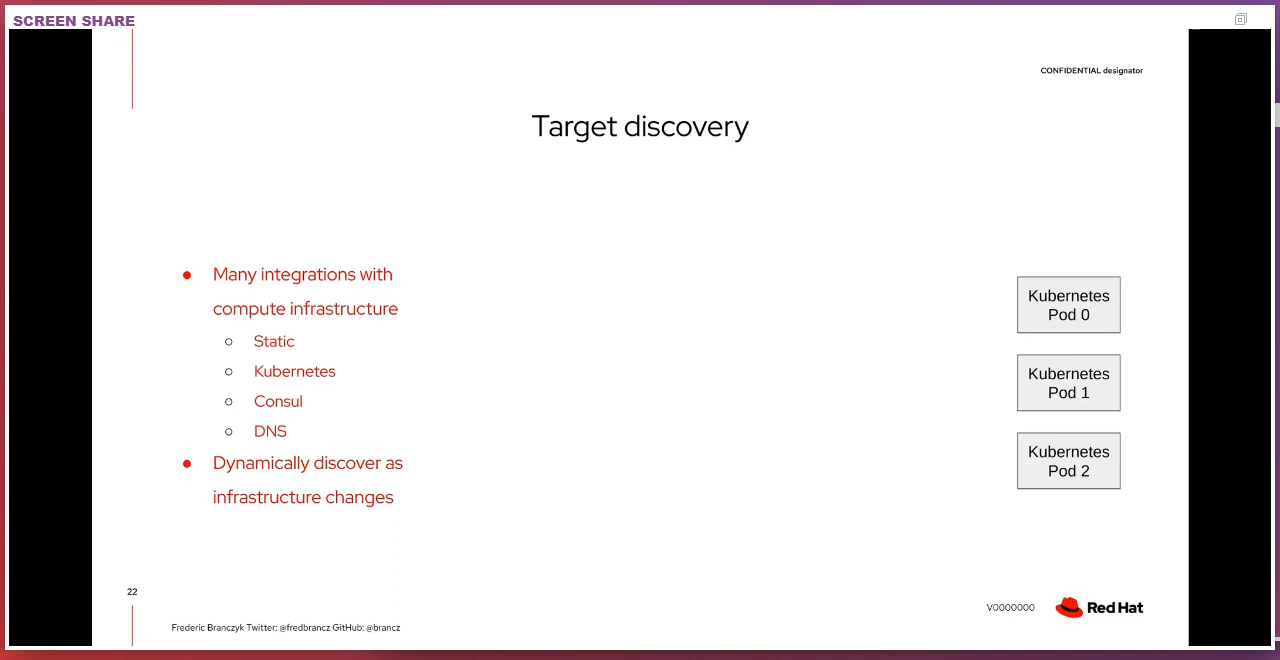 SCREEN SHARE
CONFIDENTIAL designator
Target discovery
● Many integrations with
compute infrastructure
○ Static
○ Kubernetes
○ Consul
○ DNS
● Dynamically discover as
infrastructure changes
Kubernetes
Pod 0
Kubernetes
Pod 1
Kubernetes
Pod 2
22
V0000000
Red Hat
Frederic Branczyk Twitter: @fredbrancz GitHub: @brancz